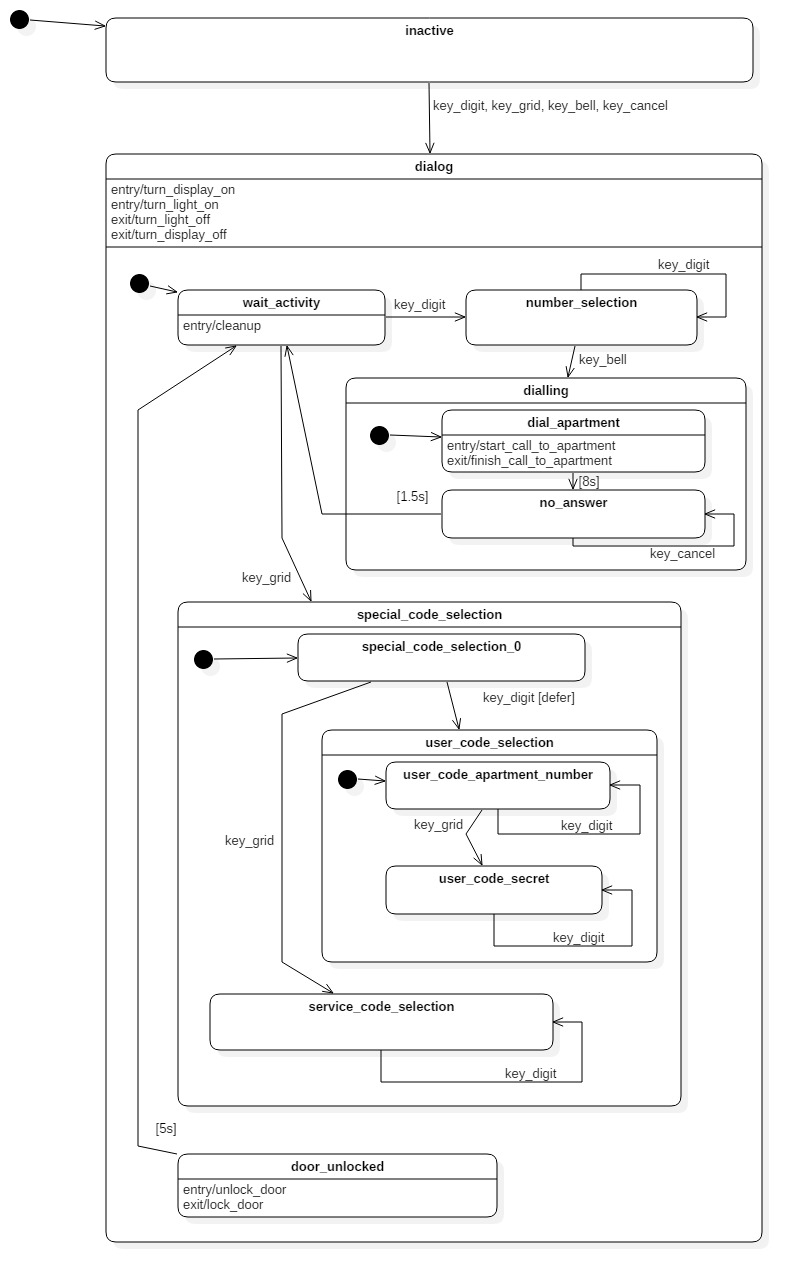 inactive
key_digit, key_grid, key_bell, key_cancel
dialog
entry/turn_display_on
entry/turn_light_on
exit/turn_light_off
exit/turn_display_off
key_digit
wait_activity
key_digit
number_selection
entry/cleanup
key_bell
dialling
dial_apartment
entry/start_call_to_apartment
exit/finish_call_to_apartment
[8s]
[1.5s]
no_answer
key_cancel
key_grid
special_code_selection
special_code_selection_0
key_digit [defer]
user_code_selection
user_code_apartment_number
key_grid
key_digit
key_grid
user_code_secret
key_digit
service_code_selection
key_digit
[5s]
door_unlocked
entry/unlock_door
exit/lock_door